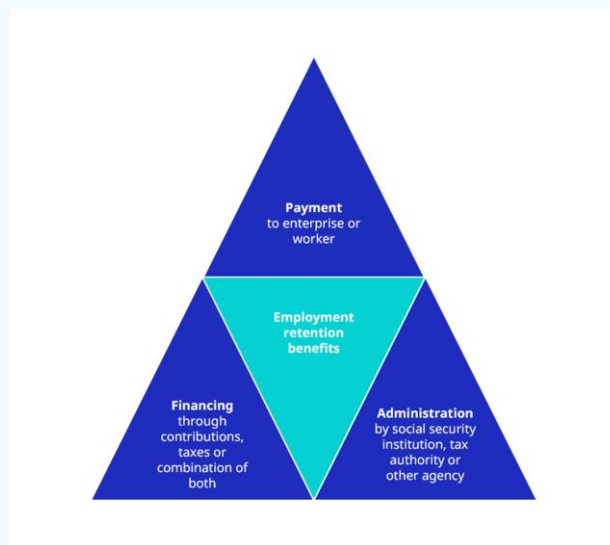 Payment
to enterprise or
worker
Employment
retention
benefits
Financing
through
contributions,
taxes or
combination of
both
Administration
by social security
institution, tax
authority or
other agency